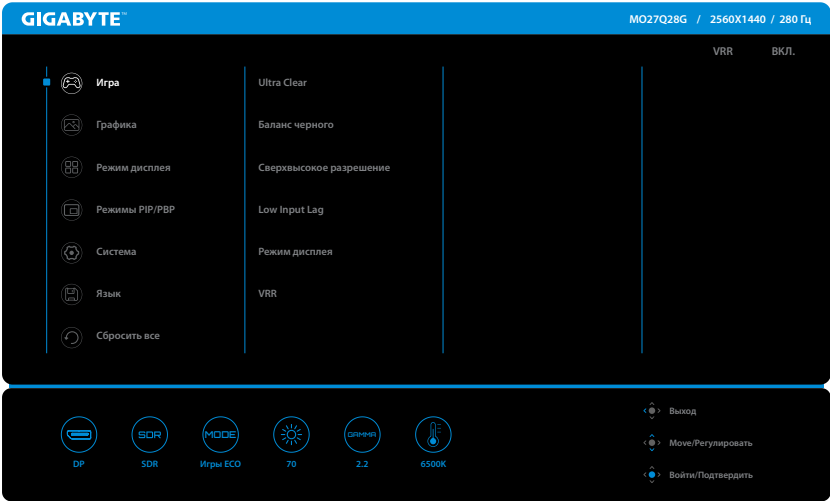 GIGABYTE™
MO27Q28G / 2560X1440 / 280 Гц
VRR ВКЛ.
Игра
Графика
Режим дисплея
Режимы PIP/PBP
Система
Язык
Сбросить все
Ultra Clear
Баланс черного
Сверхвысокое разрешение
Low Input Lag
Режим дисплея
VRR
SDR
MODE
GAMMA
DP
SDR
Игры ECO
70
2.2
6500K
Выход
Move/Регулировать
Войти/Подтвердить